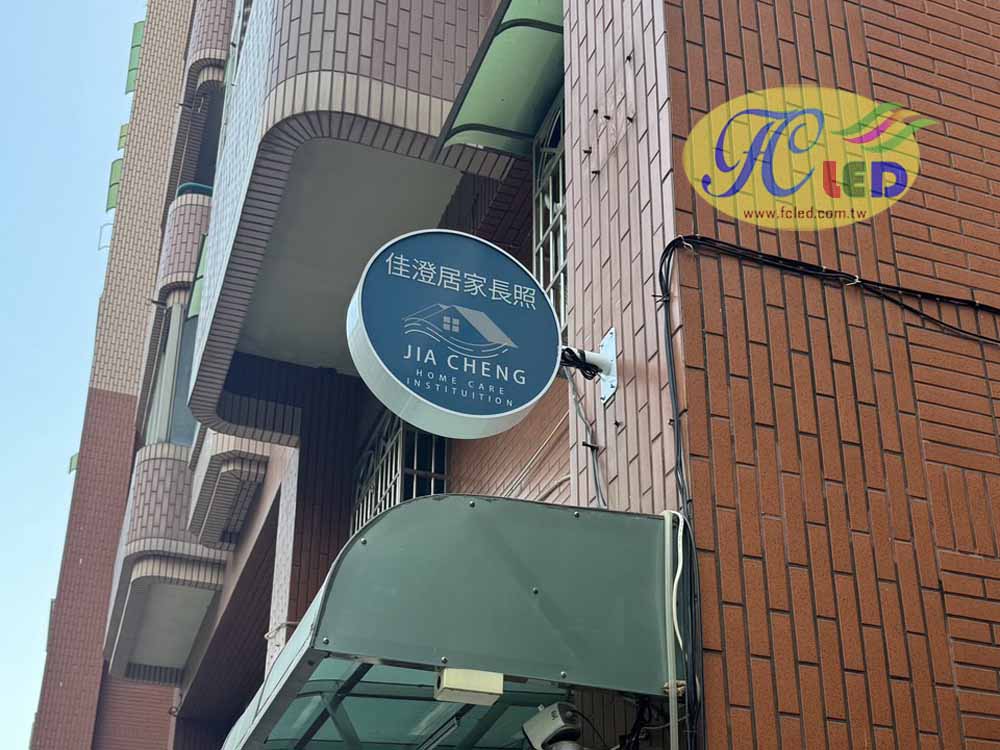 佳澄居家長照
JIA CHENG
HOME CARE
INSTITUITION
FC LED
www.fcled.com.tw